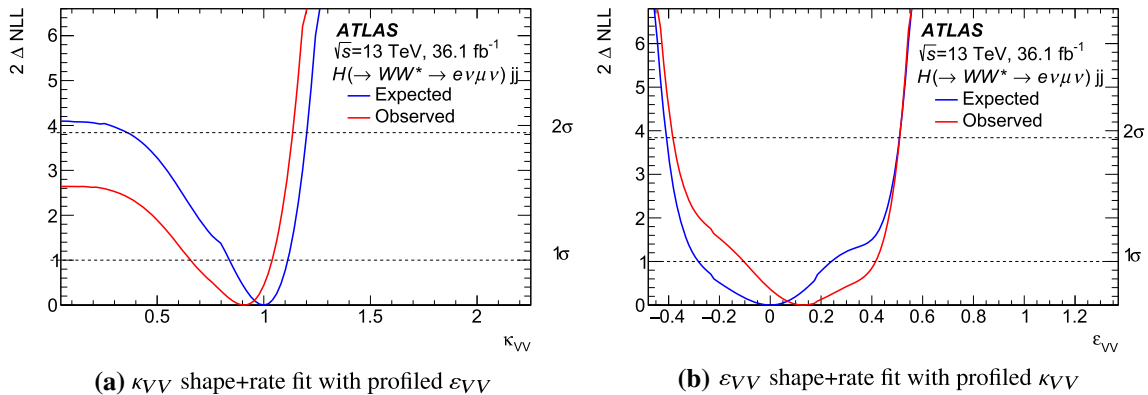 2 Δ NLL
6
5
4
3
2
1
0
ATLAS
√s=13 TeV, 36.1 fb-1
H(→ WW* → eνμν) jj
Expected
Observed
2σ
1σ
0.5 1 1.5 2
κVV
(a) κVV shape+rate fit with profiled εVV
2 Δ NLL
6
5
4
3
2
1
0
ATLAS
√s=13 TeV, 36.1 fb-1
H(→ WW* → eνμν) jj
Expected
Observed
2σ
1σ
−0.4 −0.2 0 0.2 0.4 0.6 0.8 1 1.2
εVV
(b) εVV shape+rate fit with profiled κVV